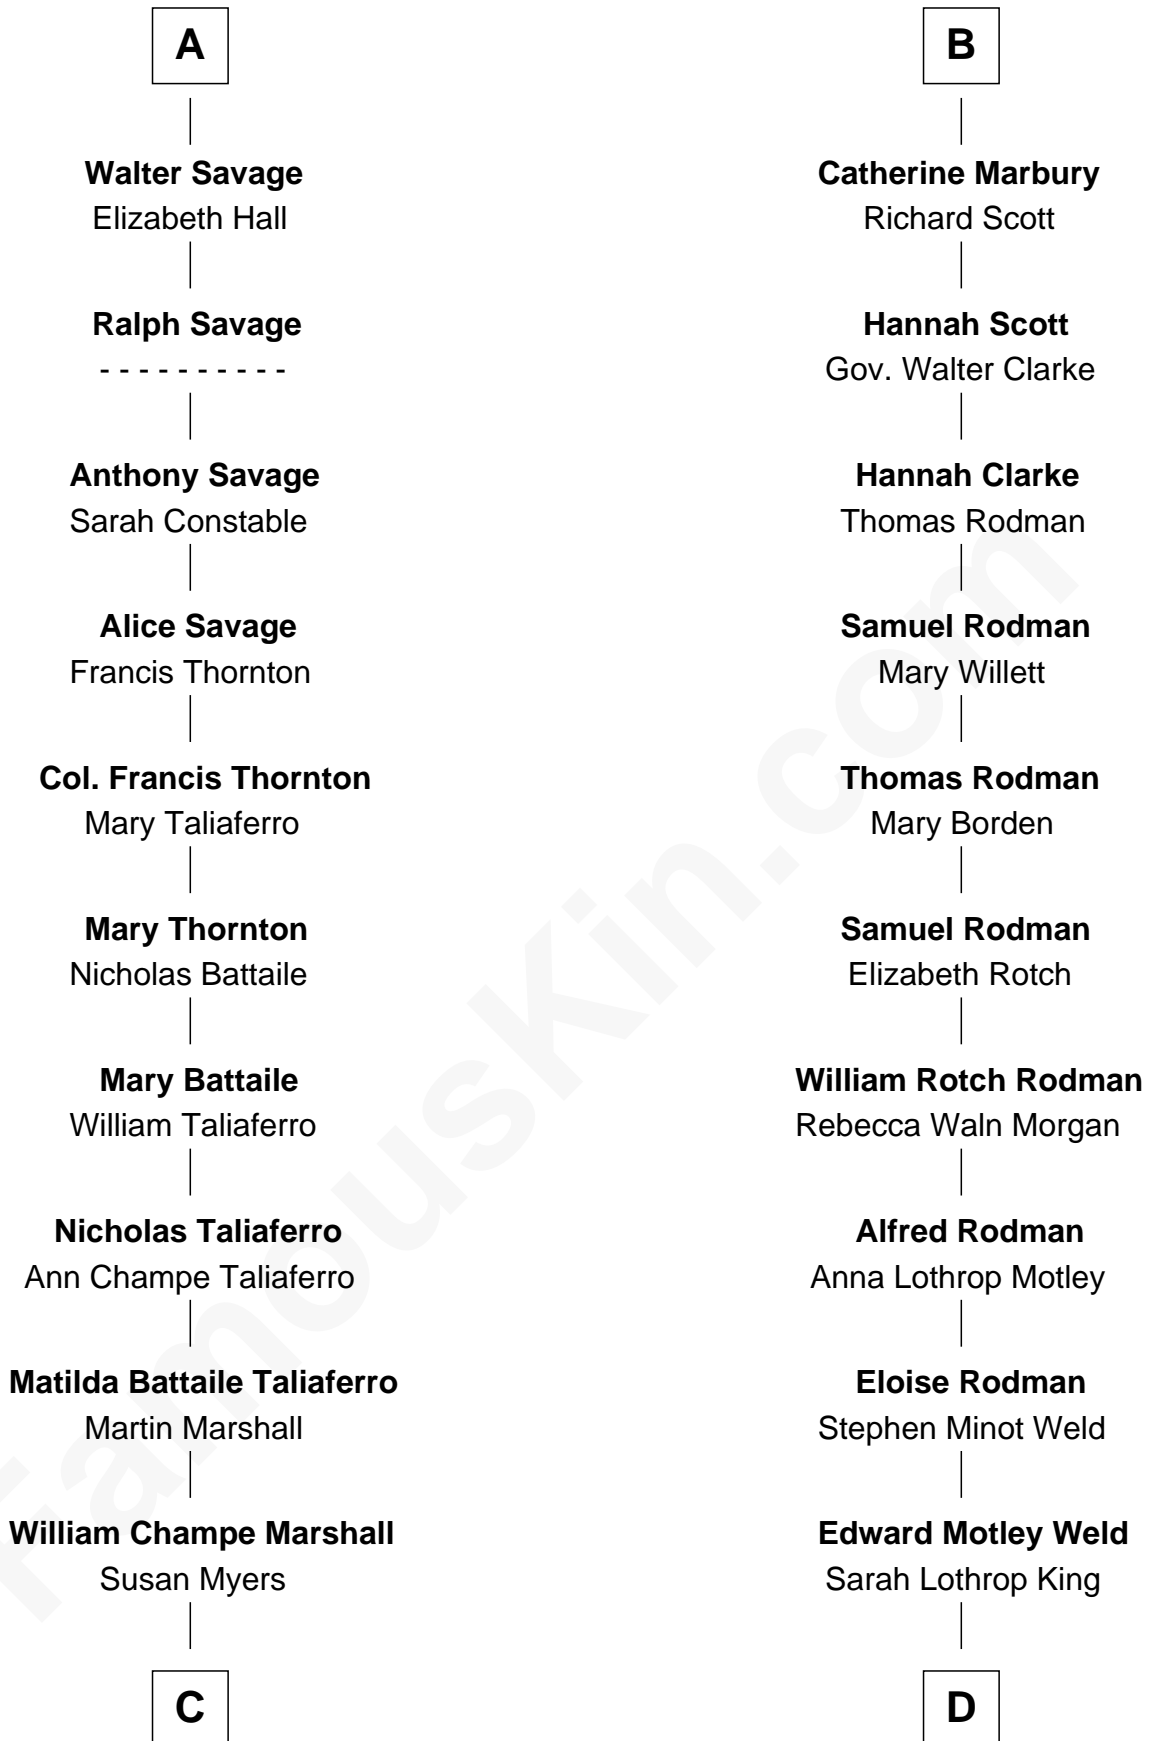 A
Walter Savage
Elizabeth Hall
Ralph Savage
- - - - - - - - - -
Anthony Savage
Sarah Constable
Alice Savage
Francis Thornton
Col. Francis Thornton
Mary Taliaferro
Mary Thornton
Nicholas Battaile
Mary Battaile
William Taliaferro
Nicholas Taliaferro
Ann Champe Taliaferro
Matilda Battaile Taliaferro
Martin Marshall
William Champe Marshall
Susan Myers
C
B
Catherine Marbury
Richard Scott
Hannah Scott
Gov. Walter Clarke
Hannah Clarke
Thomas Rodman
Samuel Rodman
Mary Willett
Thomas Rodman
Mary Borden
Samuel Rodman
Elizabeth Rotch
William Rotch Rodman
Rebecca Waln Morgan
Alfred Rodman
Anna Lothrop Motley
Eloise Rodman
Stephen Minot Weld
Edward Motley Weld
Sarah Lothrop King
D
FamousKin.com